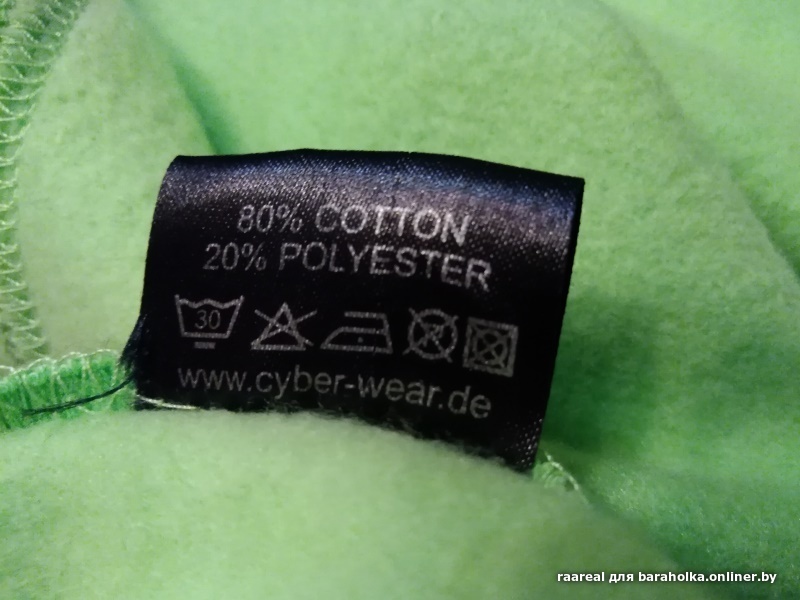 80% COTTON
20% POLYESTER
30
www.cyber-wear.de
raareal для baraholka.onliner.by